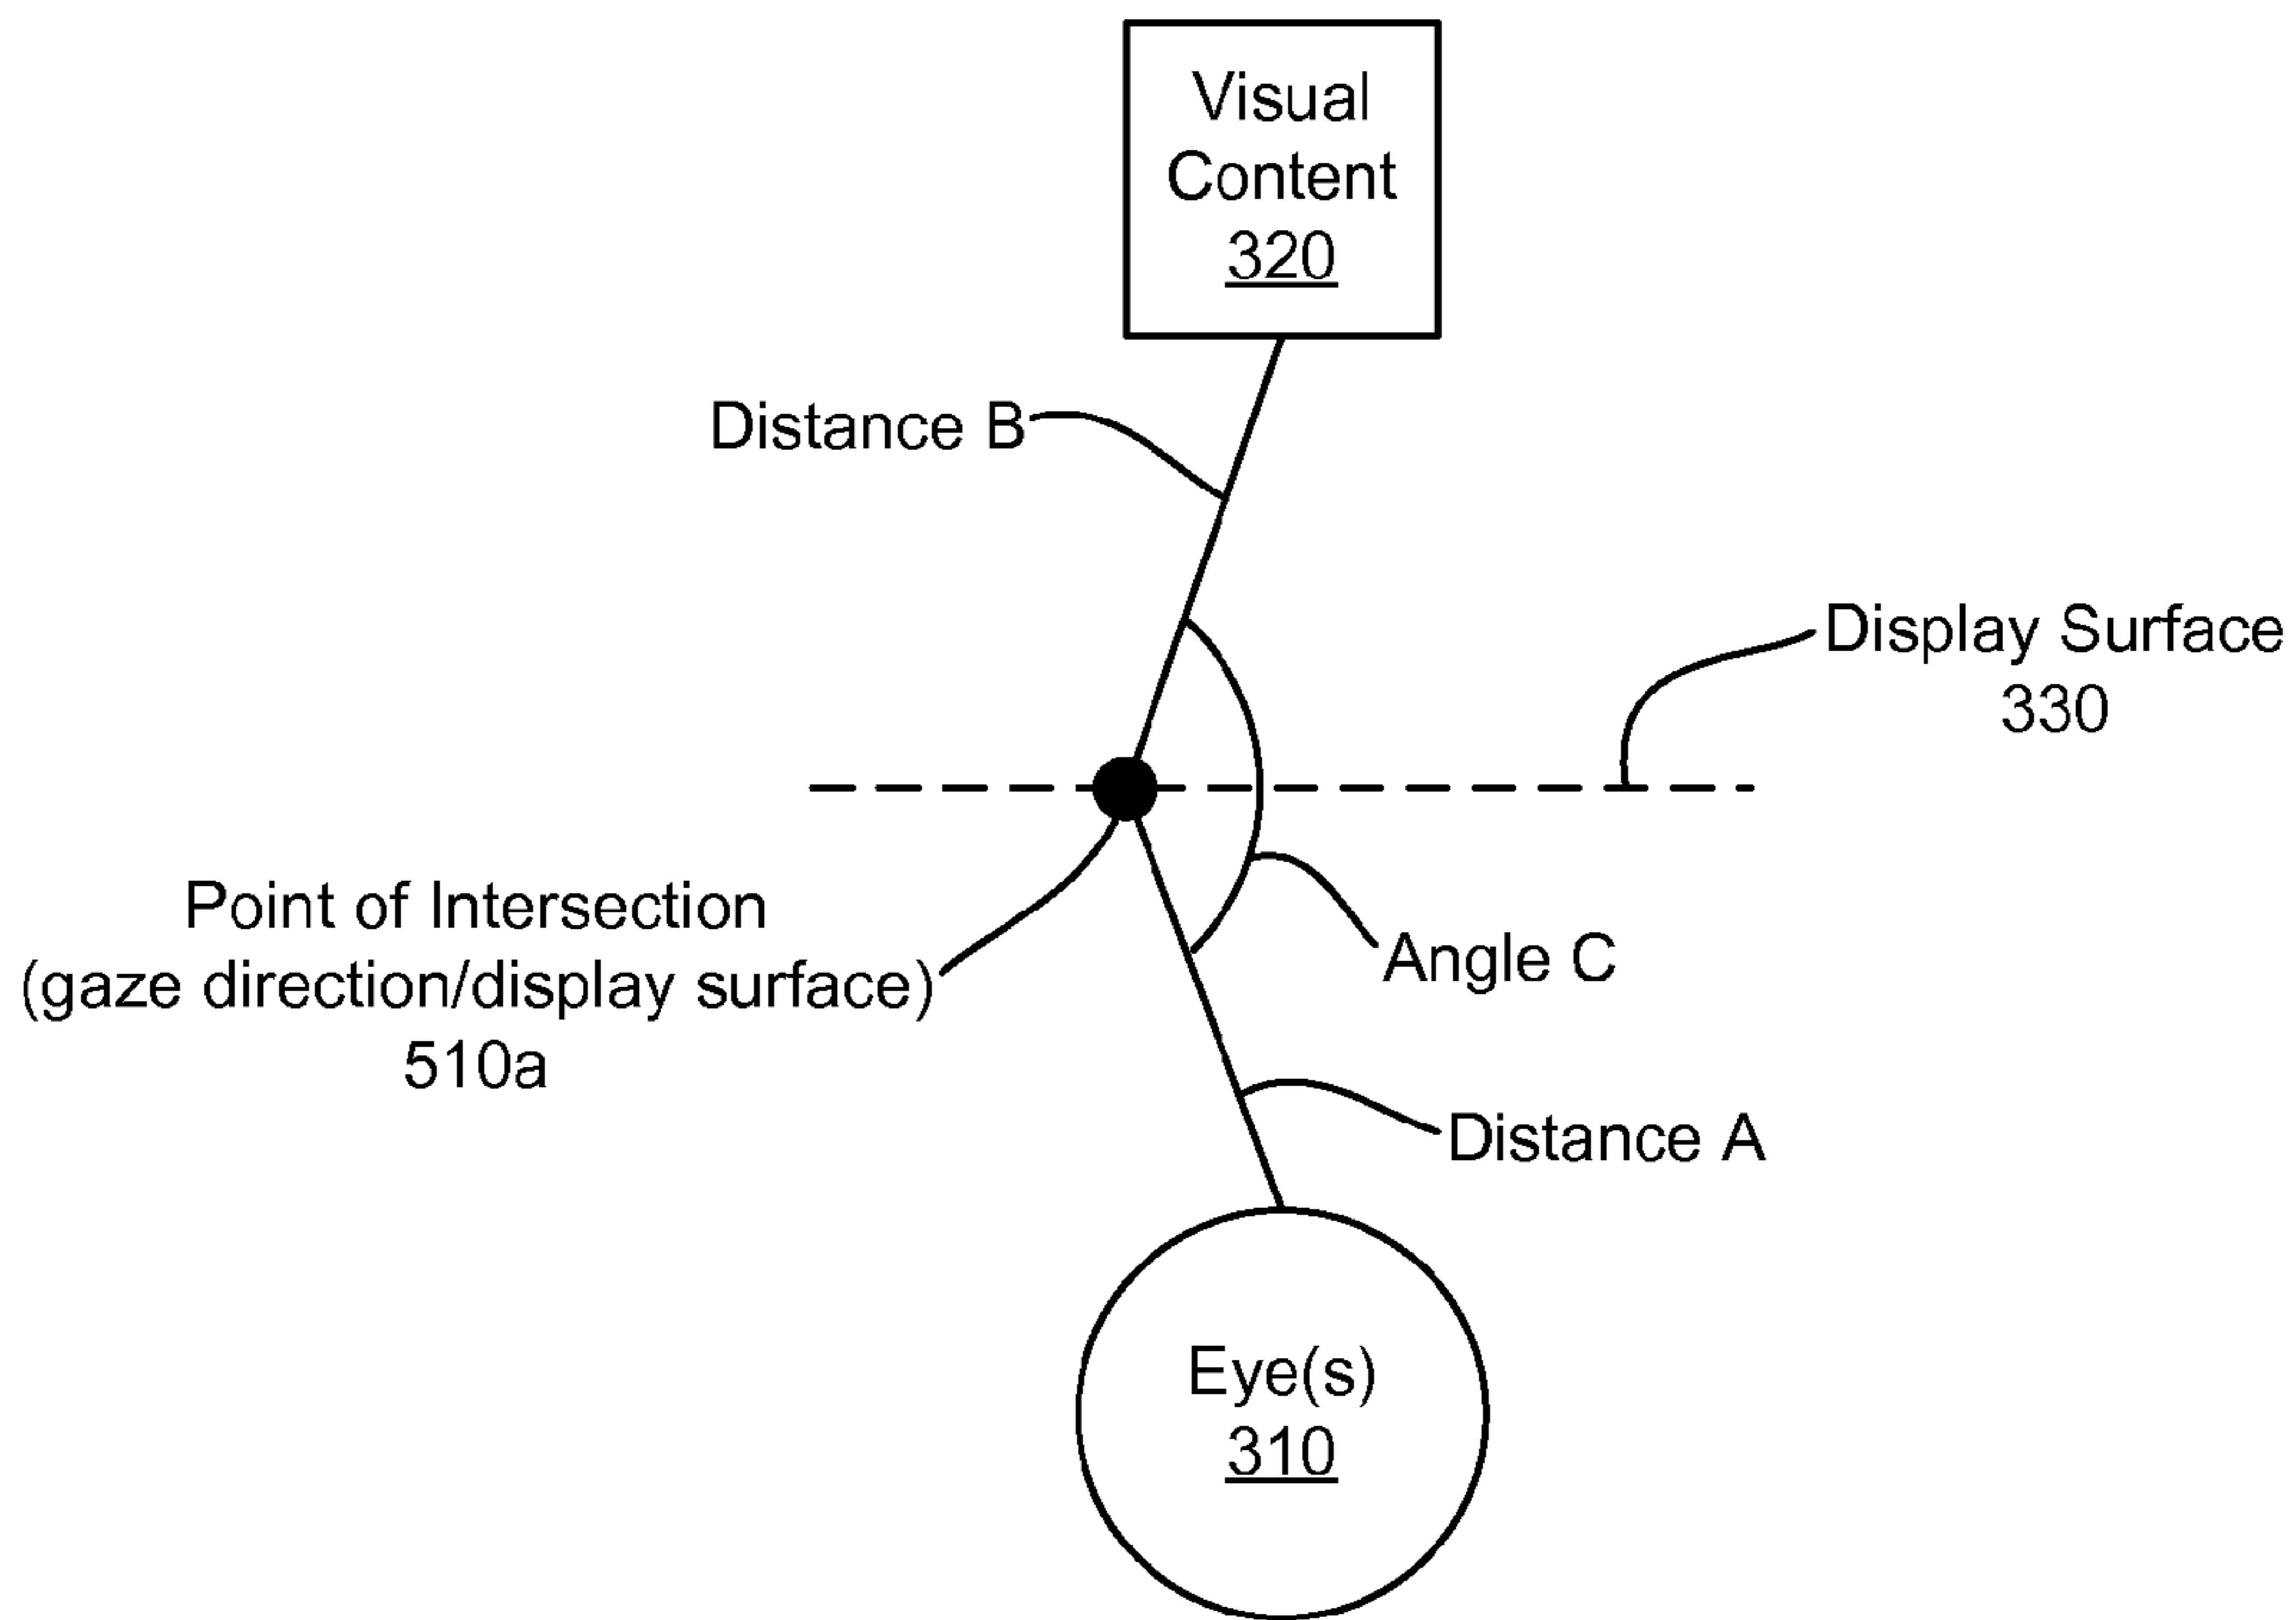 Visual
Content
320
Distance B
Display Surface
330
Point of Intersection
(gaze direction/display surface)
510a
Angle C
Distance A
Eye(s)
310